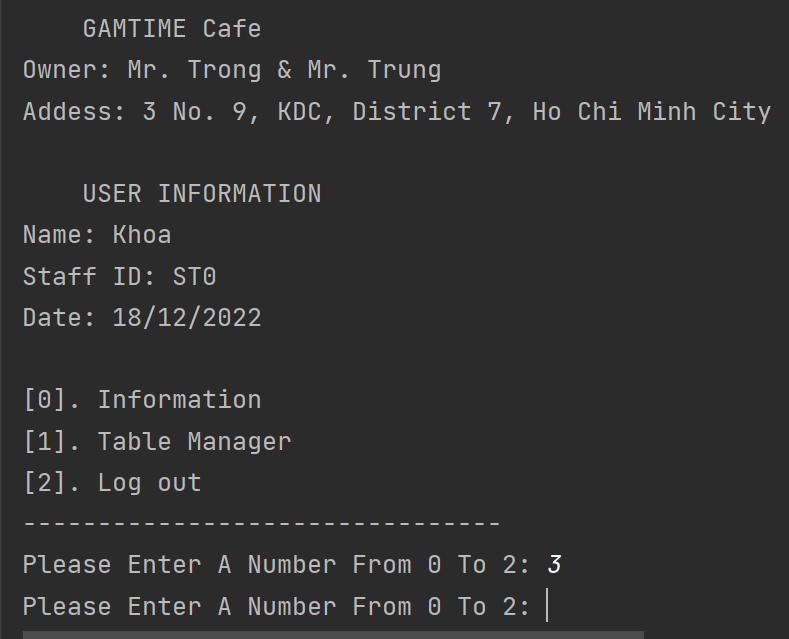 GAMTIME Cafe
Owner: Mr. Trong & Mr. Trung
Addess: 3 No. 9, KDC, District 7, Ho Chi Minh City
USER INFORMATION
Name: Khoa
Staff ID: ST0
Date: 18/12/2022
[0]. Information
[1]. Table Manager
[2]. Log out
--------------------------------
Please Enter A Number From 0 To 2: 3
Please Enter A Number From 0 To 2: